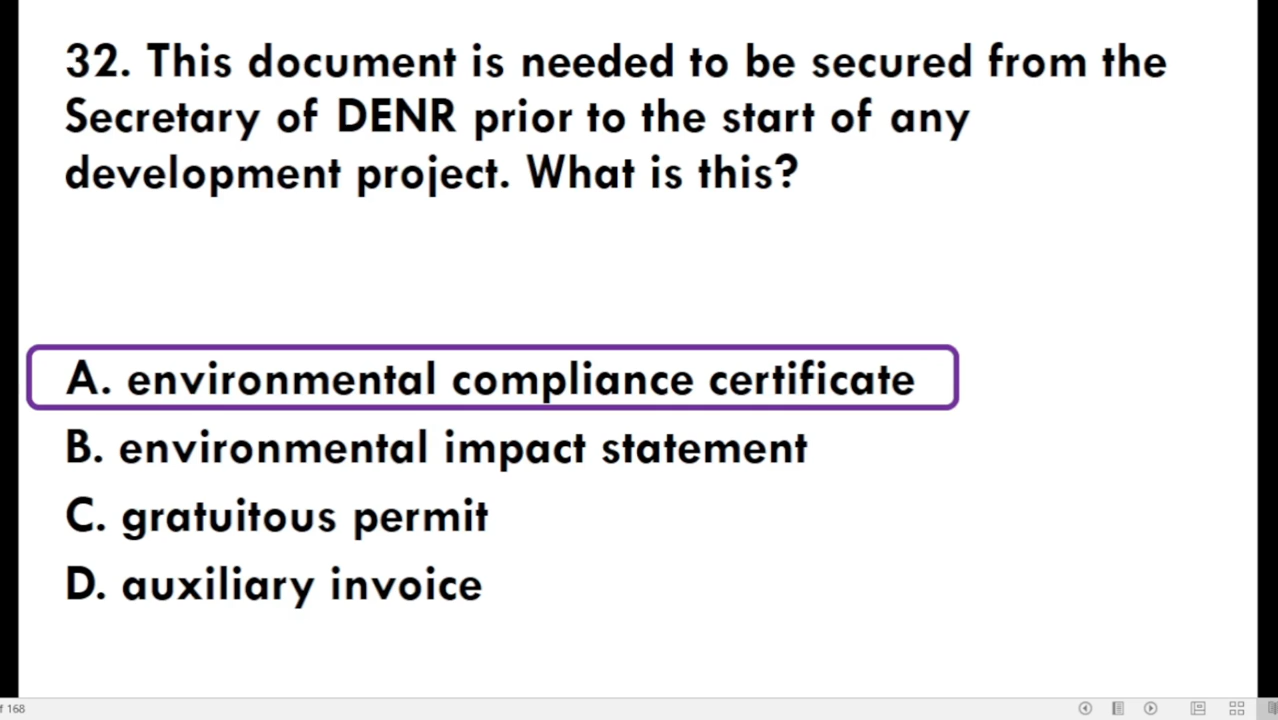 32. This document is needed to be secured from the
Secretary of DENR prior to the start of any
development project. What is this?
A. environmental compliance certificate
B. environmental impact statement
C. gratuitous permit
D. auxiliary invoice
f 168